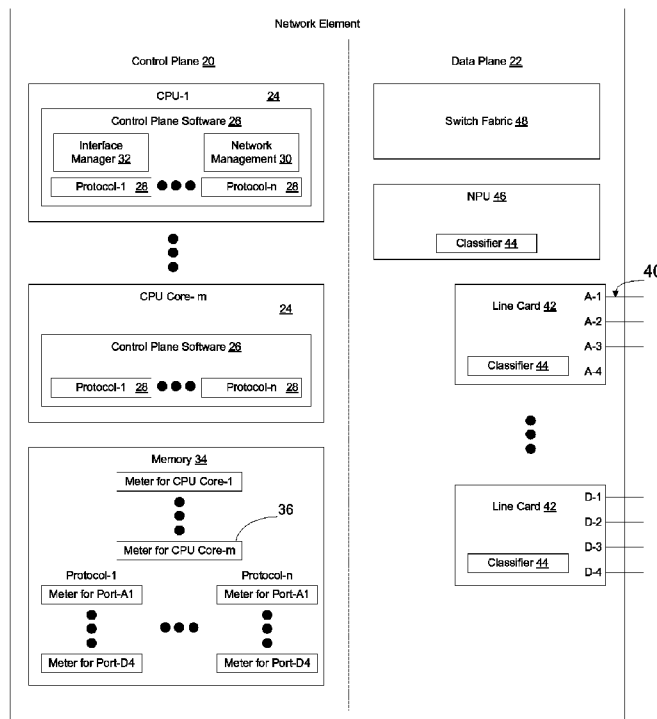 Network Element
Control Plane 20
CPU-1 24
Control Plane Software 26
Interface
Manager 32
Network
Management 30
Protocol-1 28
Protocol-n 28
CPU Core- m
24
Control Plane Software 26
Protocol-1 28
Protocol-n 28
Memory 34
Meter for CPU Core-1
36
Meter for CPU Core-m
Protocol-1
Meter for Port-A1
Meter for Port-D4
Protocol-n
Meter for Port-A1
Meter for Port-D4
Data Plane 22
Switch Fabric 48
NPU 46
Classifier 44
40
Line Card 42
Classifier 44
A-1
A-2
A-3
A-4
Line Card 42
Classifier 44
D-1
D-2
D-3
D-4